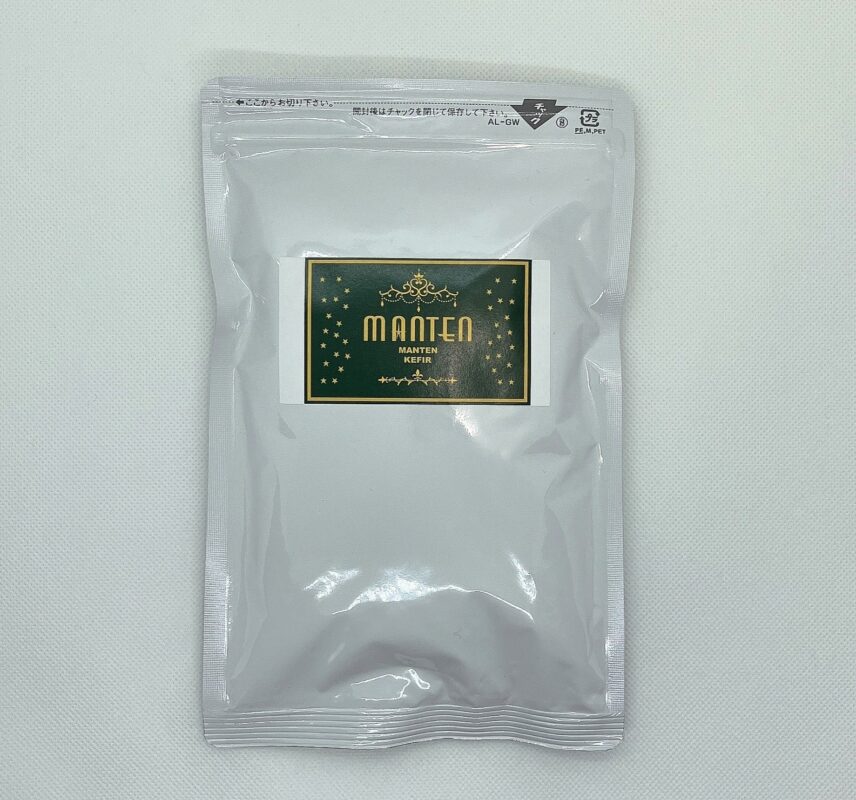 ←ここからお切り下さい。
開封後はチャックを閉じて保存して下さい。
チャック
AL-GW
プラ
PE,M,PET
MANTEN
MANTEN
KEFIR